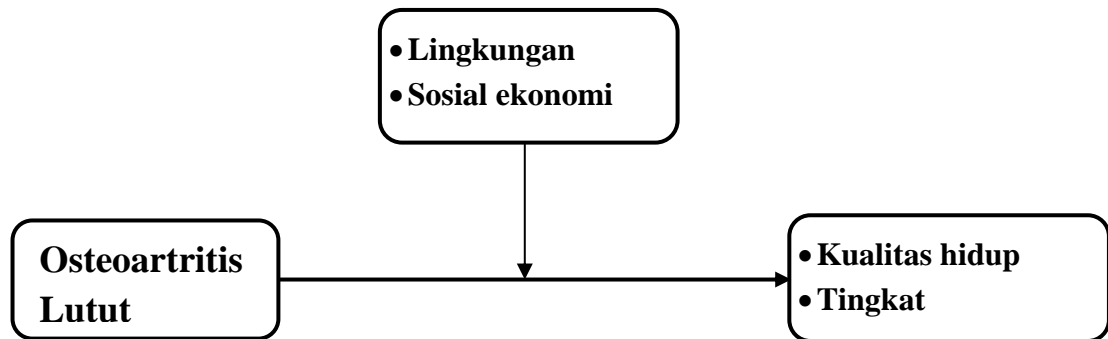 • Lingkungan
• Sosial ekonomi
Osteoartritis
Lutut
• Kualitas hidup
• Tingkat